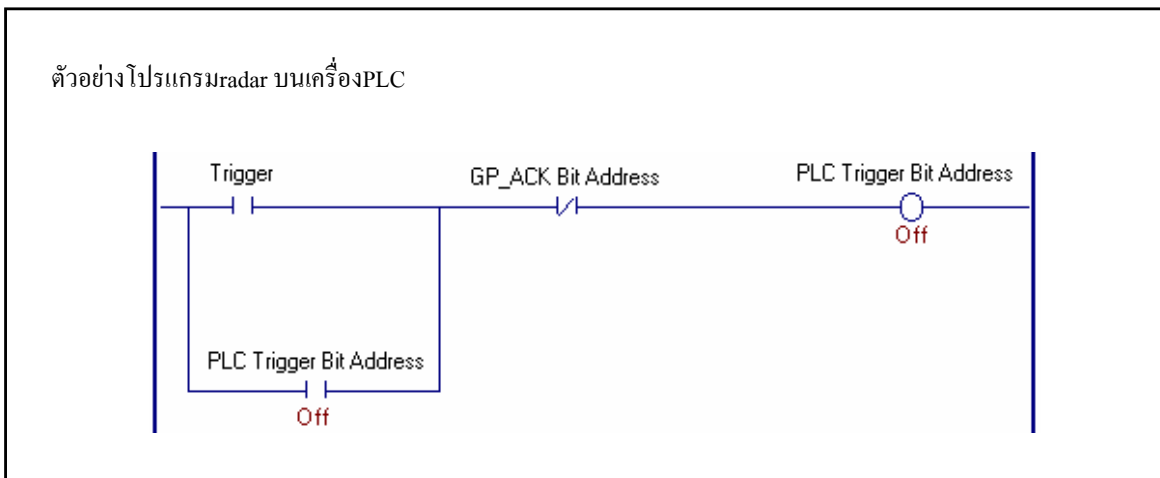 ตัวอย่างโปรแกรมradar บนเครื่องPLC
Trigger GP_ACK Bit Address PLC Trigger Bit Address
Off
PLC Trigger Bit Address
Off